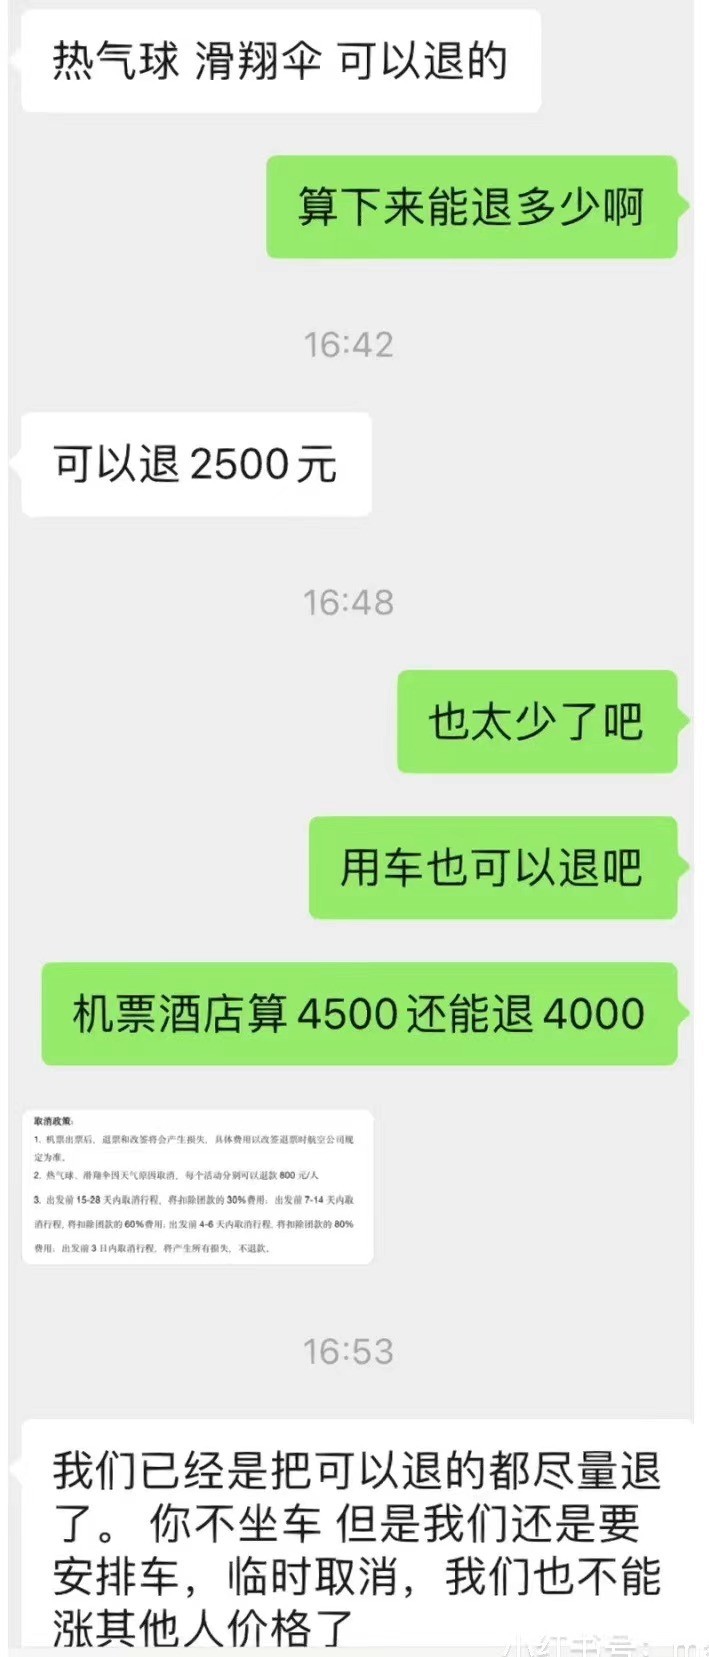 热气球 滑翔伞 可以退的
算下来能退多少啊
16:42
可以退2500元
16:48
也太少了吧
用车也可以退吧
机票酒店算4500还能退4000
取消政策:
1. 机票出票后，退票和改签将会产生损失，具体费用以改签退票时航空公司规
定为准。
2. 热气球、滑翔伞因天气原因取消，每个活动分别可以退款 800 元/人
3. 出发前 15-28 天内取消行程，将扣除团款的 30%费用；出发前 7-14 天内取
消行程, 将扣除团款的 60%费用; 出发前 4-6 天内取消行程, 将扣除团款的 80%
费用；出发前 3 日内取消行程，将产生所有损失，不退款。
16:53
我们已经是把可以退的都尽量退
了。 你不坐车 但是我们还是要
安排车，临时取消，我们也不能
涨其他人价格了
小红书号：